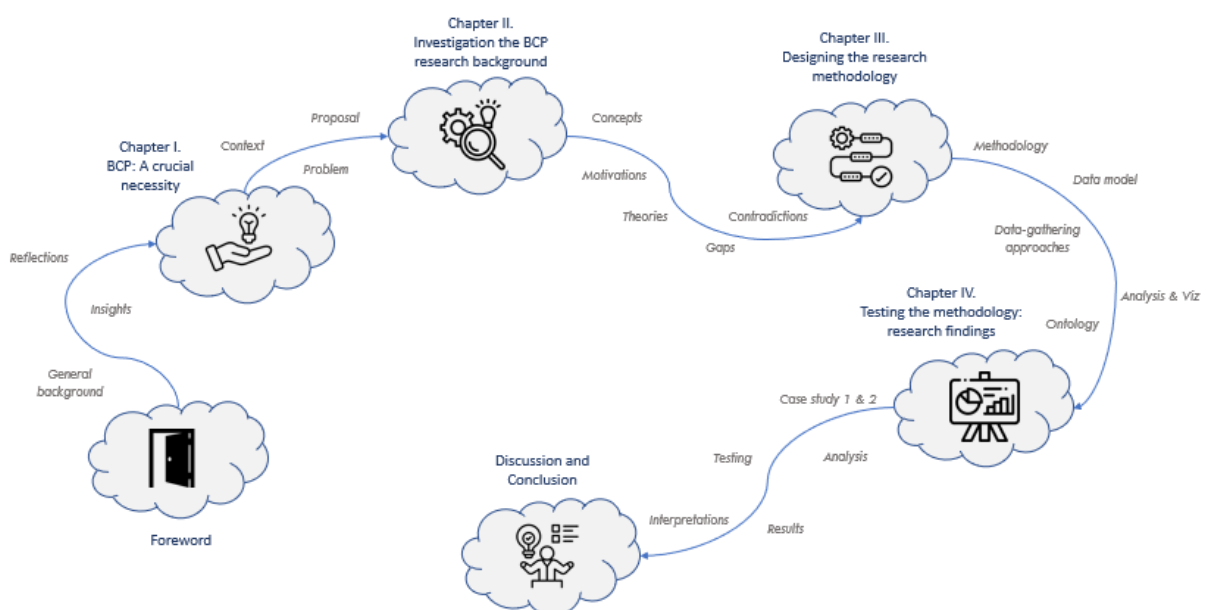 Foreword
General
background
Insights
Reflections
Chapter I.
BCP: A crucial
necessity
Context
Proposal
Problem
Chapter II.
Investigation the BCP
research background
Concepts
Motivations
Theories
Contradictions
Gaps
Chapter III.
Designing the research
methodology
Methodology
Data model
Data-gathering
approaches
Analysis & Viz
Ontology
Chapter IV.
Testing the methodology:
research findings
Case study 1 & 2
Testing
Analysis
Interpretations
Results
Discussion and
Conclusion